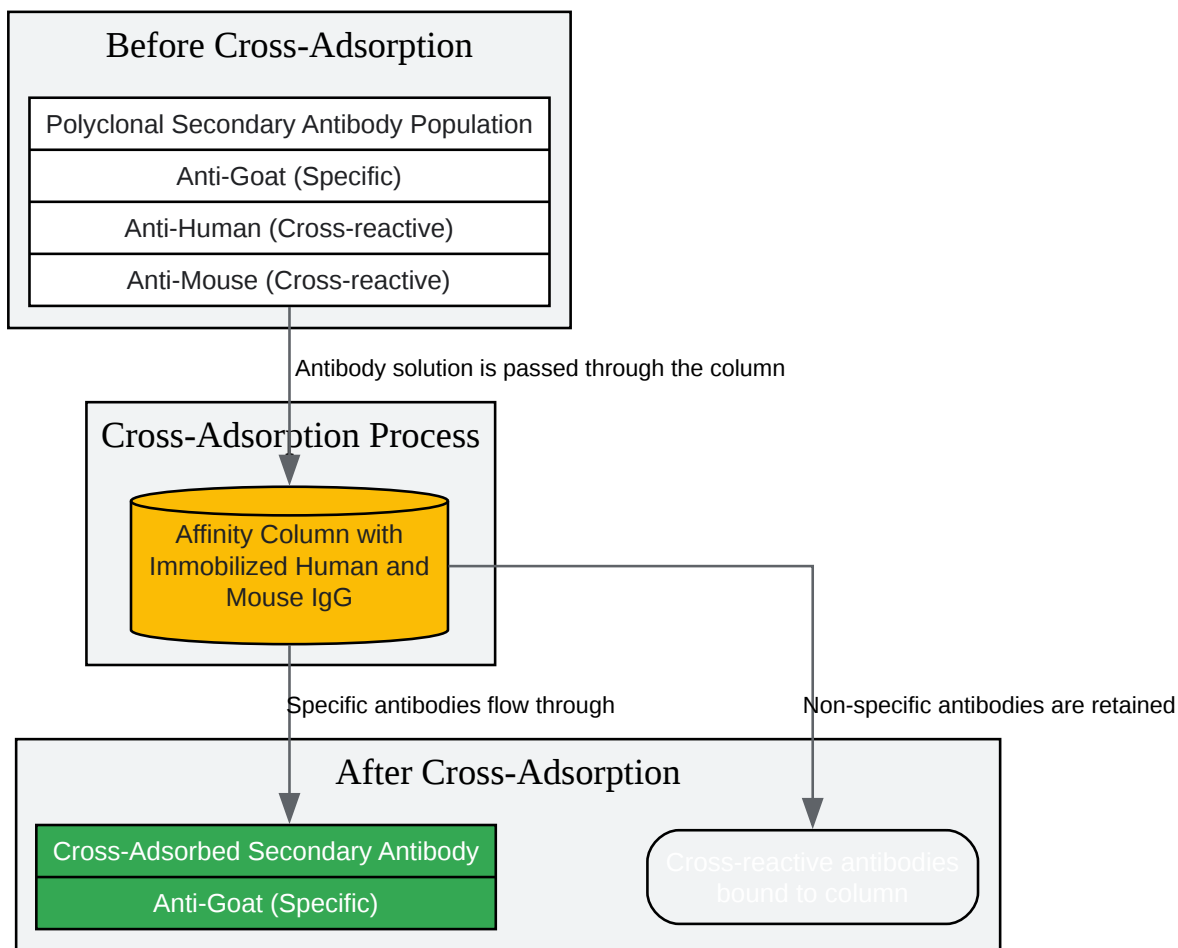 Before Cross-Adsorption
Polyclonal Secondary Antibody Population
Anti-Goat (Specific)
Anti-Human (Cross-reactive)
Anti-Mouse (Cross-reactive)
Antibody solution is passed through the column
Cross-Adsorption Process
Affinity Column with
Immobilized Human and
Mouse IgG
Specific antibodies flow through
Non-specific antibodies are retained
After Cross-Adsorption
Cross-Adsorbed Secondary Antibody
Anti-Goat (Specific)
Cross-reactive antibodies
bound to column